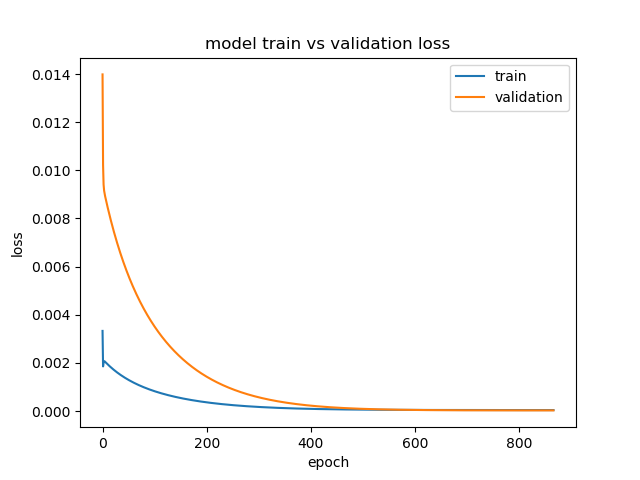 model train vs validation loss
train
validation
0.014
0.012
0.010
0.008
0.006
0.004
0.002
0.000
loss
0 200 400 600 800
epoch